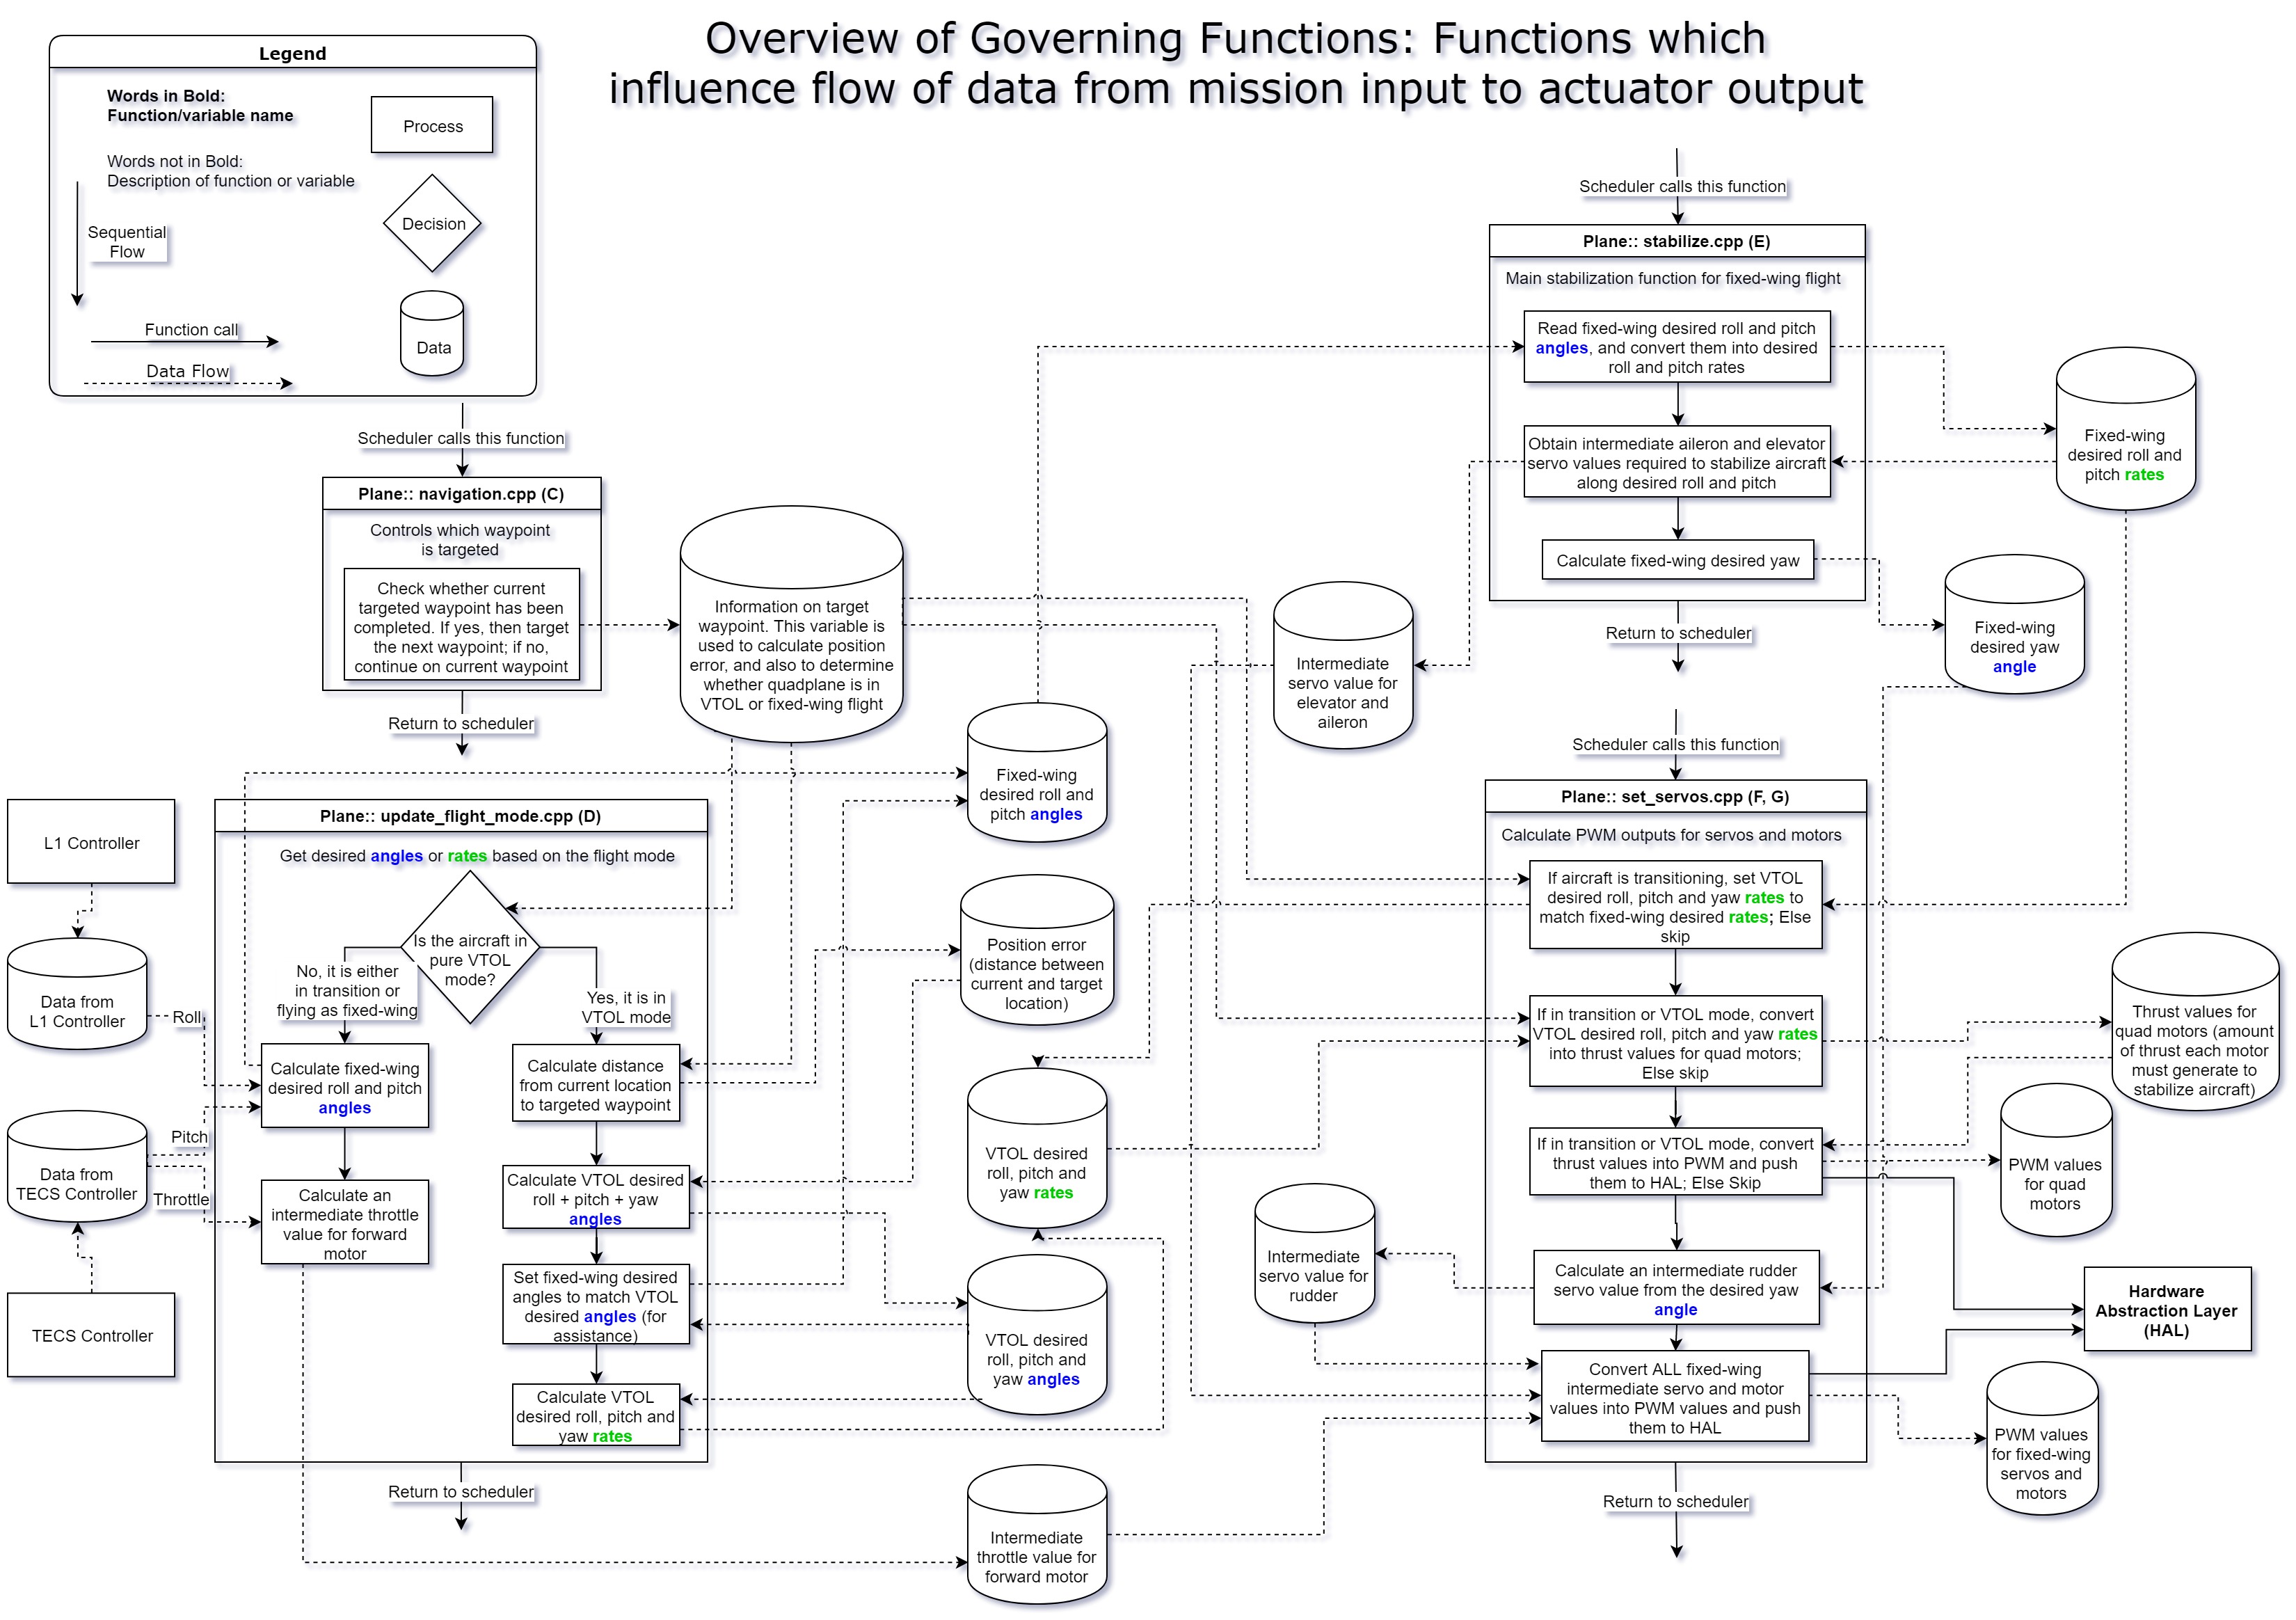 Overview of Governing Functions: Functions which
influence flow of data from mission input to actuator output
Legend
Words in Bold:
Function/variable name
Words not in Bold:
Description of function or variable
Sequential
Flow
Function call
Data Flow
Process
Decision
Data
Scheduler calls this function
Plane:: navigation.cpp (C)
Controls which waypoint
is targeted
Check whether current
targeted waypoint has been
completed. If yes, then target
the next waypoint; if no,
continue on current waypoint
Return to scheduler
Information on target
waypoint. This variable is
used to calculate position
error, and also to determine
whether quadplane is in
VTOL or fixed-wing flight
L1 Controller
Data from
L1 Controller
Roll
Data from
TECS Controller
Pitch
Throttle
TECS Controller
Plane:: update_flight_mode.cpp (D)
Get desired angles or rates based on the flight mode
Is the aircraft in
pure VTOL
mode?
No, it is either
in transition or
flying as fixed-wing
Yes, it is in
VTOL mode
Calculate fixed-wing
desired roll and pitch
angles
Calculate an
intermediate throttle
value for forward
motor
Calculate distance
from current location
to targeted waypoint
Calculate VTOL desired
roll + pitch + yaw
angles
Set fixed-wing desired
angles to match VTOL
desired angles (for
assistance)
Calculate VTOL
desired roll, pitch and
yaw rates
Return to scheduler
Fixed-wing
desired roll and
pitch angles
Position error
(distance between
current and target
location)
VTOL desired
roll, pitch and
yaw rates
VTOL desired
roll, pitch and
yaw angles
Intermediate
throttle value for
forward motor
Intermediate
servo value for
elevator and
aileron
Intermediate
servo value for
rudder
Scheduler calls this function
Plane:: stabilize.cpp (E)
Main stabilization function for fixed-wing flight
Read fixed-wing desired roll and pitch
angles, and convert them into desired
roll and pitch rates
Obtain intermediate aileron and elevator
servo values required to stabilize aircraft
along desired roll and pitch
Calculate fixed-wing desired yaw
Return to scheduler
Fixed-wing
desired roll and
pitch rates
Fixed-wing
desired yaw
angle
Scheduler calls this function
Plane:: set_servos.cpp (F, G)
Calculate PWM outputs for servos and motors
If aircraft is transitioning, set VTOL
desired roll, pitch and yaw rates to
match fixed-wing desired rates; Else
skip
If in transition or VTOL mode, convert
VTOL desired roll, pitch and yaw rates
into thrust values for quad motors;
Else skip
If in transition or VTOL mode, convert
thrust values into PWM and push
them to HAL; Else Skip
Calculate an intermediate rudder
servo value from the desired yaw
angle
Convert ALL fixed-wing
intermediate servo and motor
values into PWM values and push
them to HAL
Return to scheduler
Thrust values for
quad motors (amount
of thrust each motor
must generate to
stabilize aircraft)
PWM values
for quad
motors
Hardware
Abstraction Layer
(HAL)
PWM values
for fixed-wing
servos and
motors